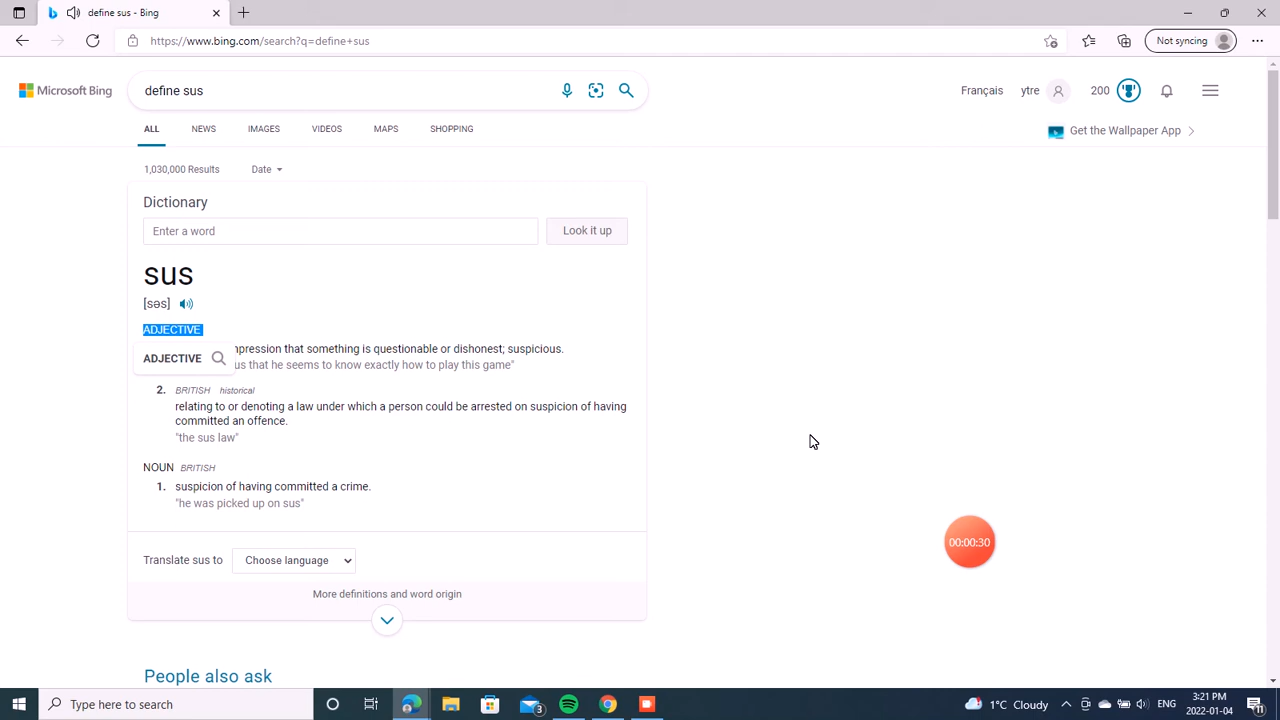 define sus - Bing
https://www.bing.com/search?q=define+sus
Not syncing
Microsoft Bing
define sus
Français
ytre
200
ALL NEWS IMAGES VIDEOS MAPS SHOPPING
Get the Wallpaper App
1,030,000 Results Date
Dictionary
Enter a word
Look it up
sus
[səs]
ADJECTIVE
impression that something is questionable or dishonest; suspicious.
ADJECTIVE
us that he seems to know exactly how to play this game"
2. BRITISH historical
relating to or denoting a law under which a person could be arrested on suspicion of having
committed an offence.
"the sus law"
NOUN BRITISH
1. suspicion of having committed a crime.
"he was picked up on sus"
00:00:30
Translate sus to Choose language
More definitions and word origin
People also ask
Type here to search
3
1°C Cloudy
ENG
3:21 PM
2022-01-04
11